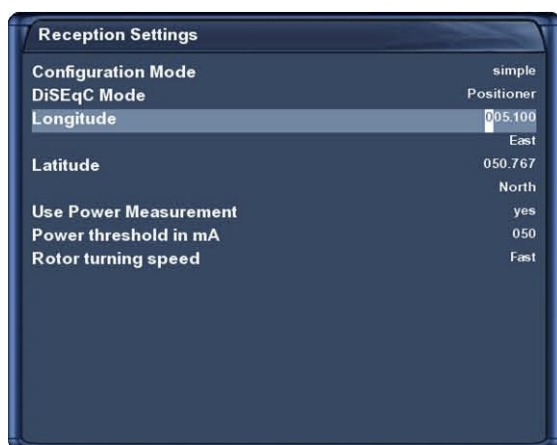 Reception Settings
Configuration Mode simple
DiSEqC Mode Positioner
Longitude 005.100
East
Latitude 050.767
North
Use Power Measurement yes
Power threshold in mA 050
Rotor turning speed Fast